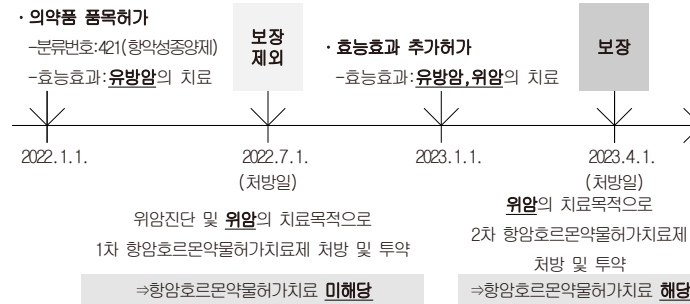 · 의약품 품목허가
-분류번호:421(항악성종양제)
-효능효과:유방암의 치료
보장
제외
· 효능효과 추가허가
-효능효과:유방암,위암의 치료
보장
2022.1.1.
2022.7.1.
(처방일)
2023.1.1.
2023.4.1.
(처방일)
위암진단 및 위암의 치료목적으로
1차 항암호르몬약물허가치료제 처방 및 투약
⇒항암호르몬약물허가치료 미해당
위암의 치료목적으로
2차 항암호르몬약물허가치료제
처방 및 투약
⇒항암호르몬약물허가치료 해당